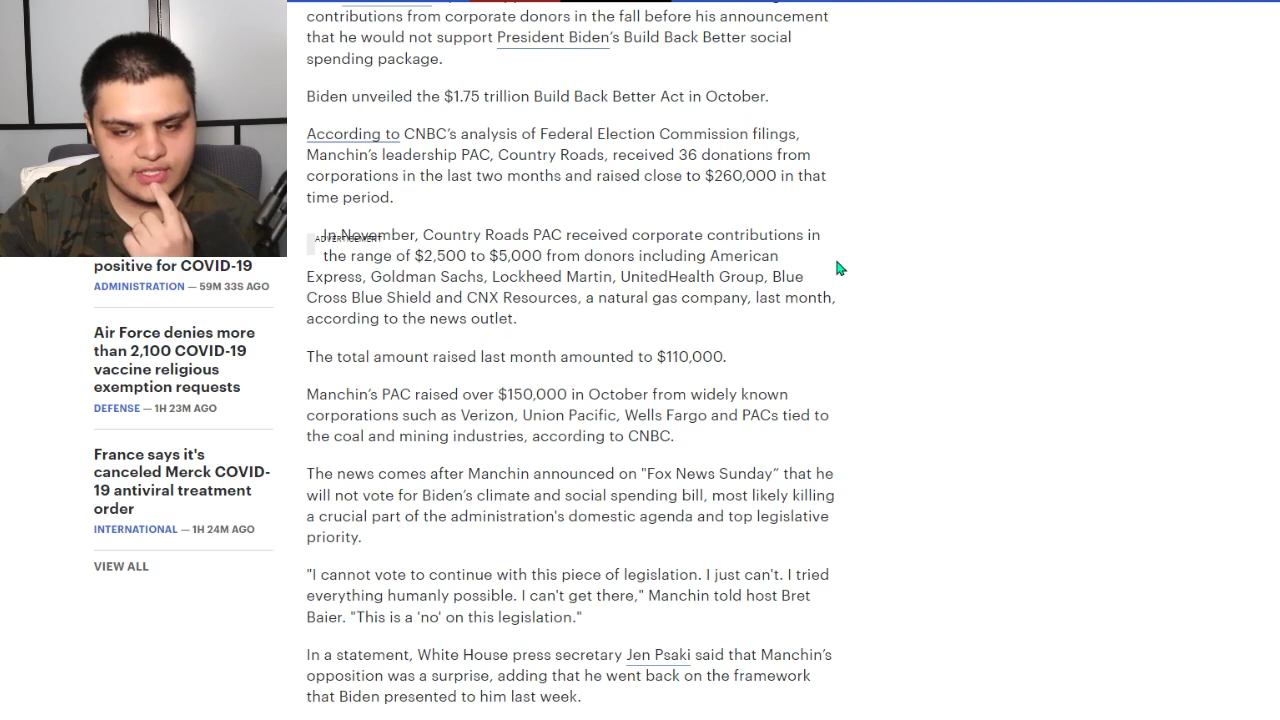 contributions from corporate donors in the fall before his announcement
that he would not support President Biden's Build Back Better social
spending package.
Biden unveiled the $1.75 trillion Build Back Better Act in October.
According to CNBC's analysis of Federal Election Commission filings,
Manchin's leadership PAC, Country Roads, received 36 donations from
corporations in the last two months and raised close to $260,000 in that
time period.
ADVERTISEMENT
In November, Country Roads PAC received corporate contributions in
the range of $2,500 to $5,000 from donors including American
Express, Goldman Sachs, Lockheed Martin, UnitedHealth Group, Blue
Cross Blue Shield and CNX Resources, a natural gas company, last month,
according to the news outlet.
The total amount raised last month amounted to $110,000.
Manchin's PAC raised over $150,000 in October from widely known
corporations such as Verizon, Union Pacific, Wells Fargo and PACs tied to
the coal and mining industries, according to CNBC.
The news comes after Manchin announced on "Fox News Sunday” that he
will not vote for Biden's climate and social spending bill, most likely killing
a crucial part of the administration's domestic agenda and top legislative
priority.
"I cannot vote to continue with this piece of legislation. I just can't. I tried
everything humanly possible. I can't get there," Manchin told host Bret
Baier. "This is a 'no' on this legislation."
In a statement, White House press secretary Jen Psaki said that Manchin's
opposition was a surprise, adding that he went back on the framework
that Biden presented to him last week.
positive for COVID-19
ADMINISTRATION — 59M 33S AGO
Air Force denies more
than 2,100 COVID-19
vaccine religious
exemption requests
DEFENSE — 1H 23M AGO
France says it's
canceled Merck COVID-
19 antiviral treatment
order
INTERNATIONAL — 1H 24M AGO
VIEW ALL